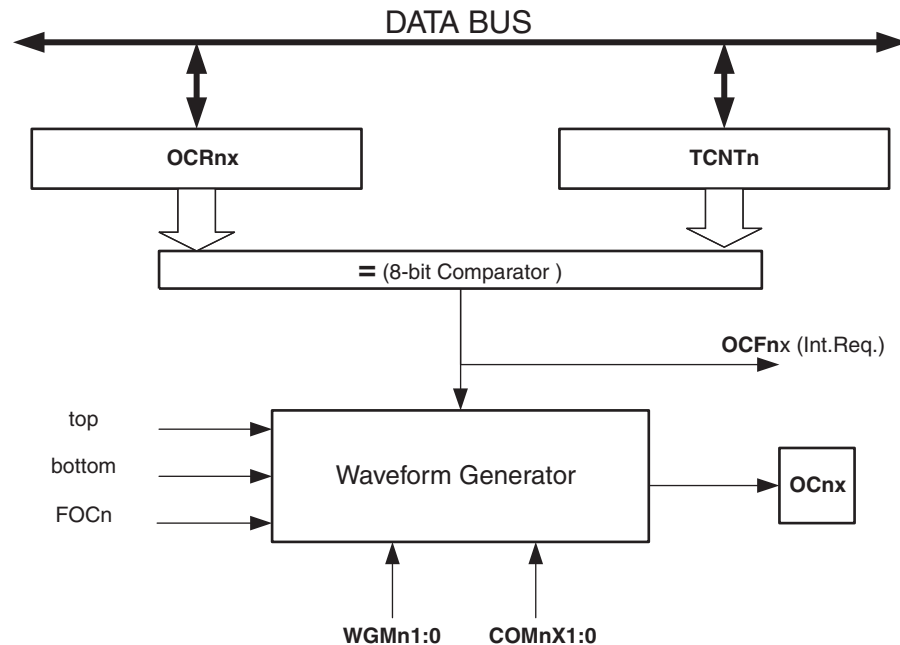 DATA BUS
OCRnx
TCNTn
= (8-bit Comparator )
OCFnx (Int.Req.)
top
bottom
FOCn
Waveform Generator
OCnx
WGMn1:0
COMnX1:0